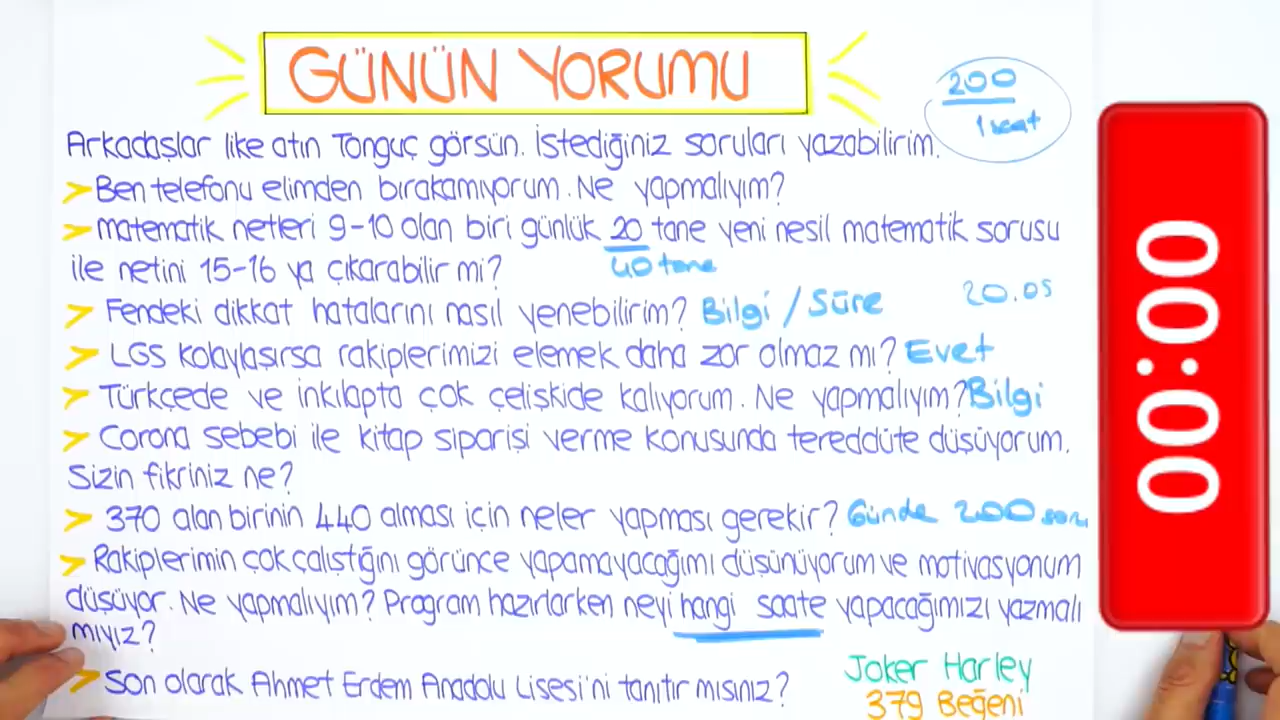 GÜNÜN YORUMU
200
1 saat
Arkadaşlar like atın Tonguç görsün. İstediğiniz soruları yazabilirim.
➤ Ben telefonu elimden bırakamıyorum. Ne yapmalıyım?
➤ matematik netleri 9-10 olan biri günlük 20 tane yeni nesil matematik sorusu
ile netini 15-16 ya çıkarabilir mi? 40 tane
20.05
➤ Fendeki dikkat hatalarını nasıl yenebilirim? Bilgi / Süre
➤ LGS kolaylaşırsa rakiplerimizi elemek daha zor olmaz mı? Evet
➤ Türkçede ve inkılapta çok çelişkide kalıyorum. Ne yapmalıyım? Bilgi
➤ Corona sebebi ile kitap siparişi verme konusunda tereddüte düşüyorum.
Sizin fikriniz ne?
➤ 370 alan birinin 440 alması için neler yapması gerekir? Günde 200 soru
➤ Rakiplerimin çok çalıştığını görünce yapamayacağımı düşünüyorum ve motivasyonum
düşüyor. Ne yapmalıyım? Program hazırlarken neyi hangi saate yapacağımızı yazmalı
mıyız?
➤ Son olarak Ahmet Erdem Anadolu Lisesi'ni tanıtır mısınız?
Joker Harley
379 Beğeni
00:00